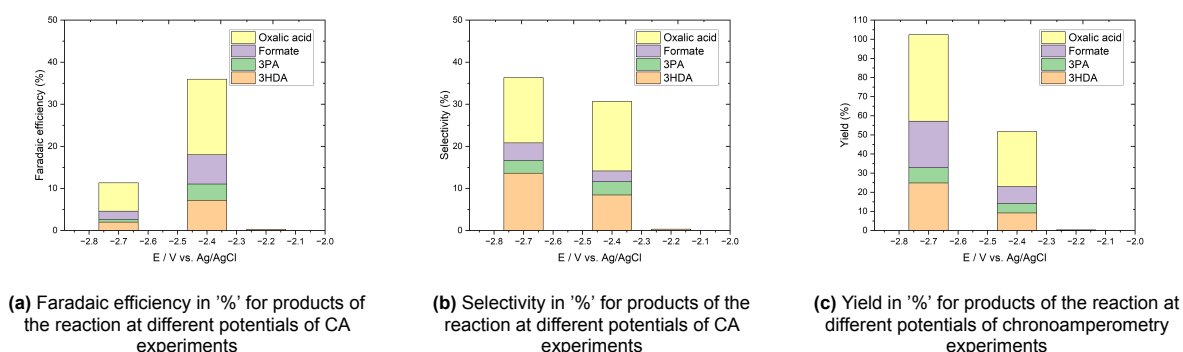 50
40
30
20
10
0
Faradaic efficiency (%)
Oxalic acid
Formate
3PA
3HDA
−2.8 −2.7 −2.6 −2.5 −2.4 −2.3 −2.2 −2.1 −2.0
E / V vs. Ag/AgCl
(a) Faradaic efficiency in ’%’ for products of
the reaction at different potentials of CA
experiments
50
40
30
20
10
0
Selectivity (%)
Oxalic acid
Formate
3PA
3HDA
−2.8 −2.7 −2.6 −2.5 −2.4 −2.3 −2.2 −2.1 −2.0
E / V vs. Ag/AgCl
(b) Selectivity in ’%’ for products of the
reaction at different potentials of CA
experiments
110
100
90
80
70
60
50
40
30
20
10
0
Yield (%)
Oxalic acid
Formate
3PA
3HDA
−2.8 −2.7 −2.6 −2.5 −2.4 −2.3 −2.2 −2.1 −2.0
E / V vs. Ag/AgCl
(c) Yield in ’%’ for products of the reaction at
different potentials of chronoamperometry
experiments